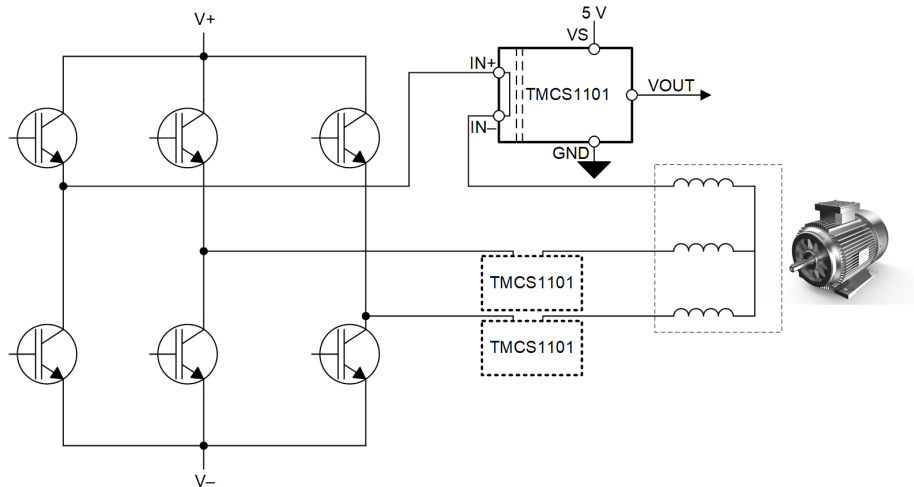 V+
5 V
VS
IN+
TMCS1101
VOUT
IN–
GND
TMCS1101
TMCS1101
V–